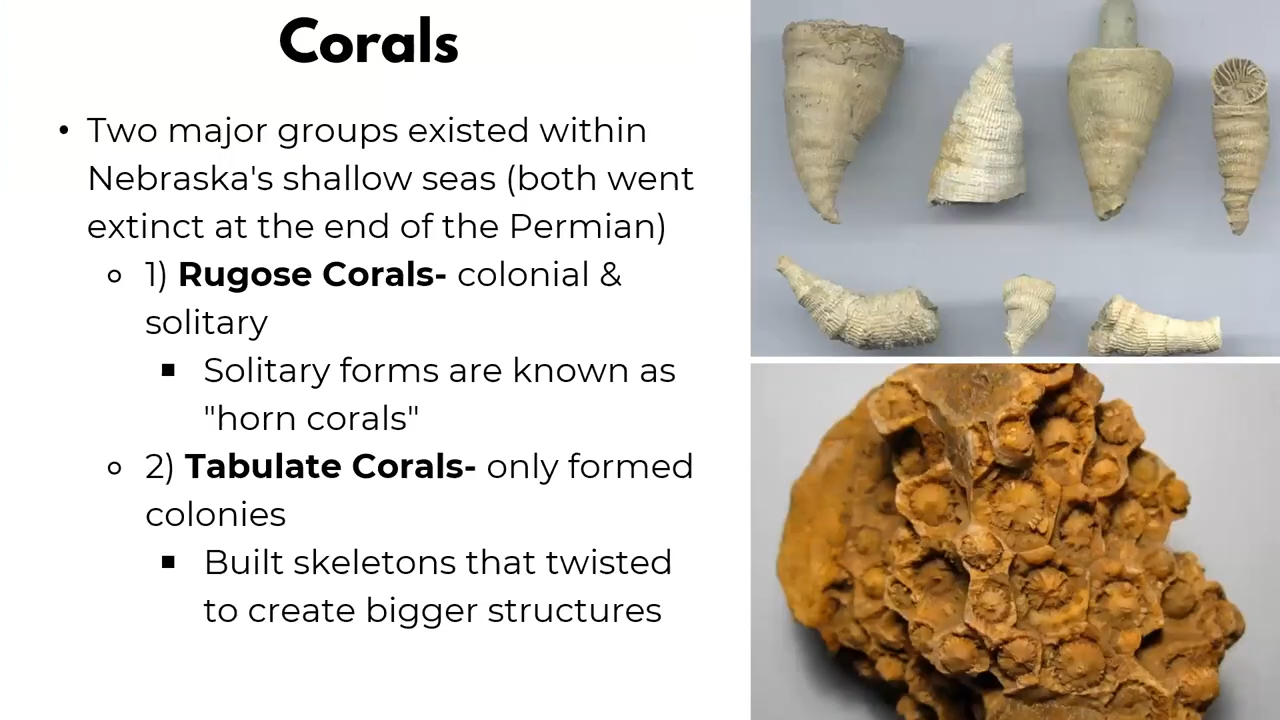 Corals
• Two major groups existed within
Nebraska's shallow seas (both went
extinct at the end of the Permian)
1) Rugose Corals- colonial &
solitary
Solitary forms are known as
"horn corals"
2) Tabulate Corals- only formed
colonies
Built skeletons that twisted
to create bigger structures